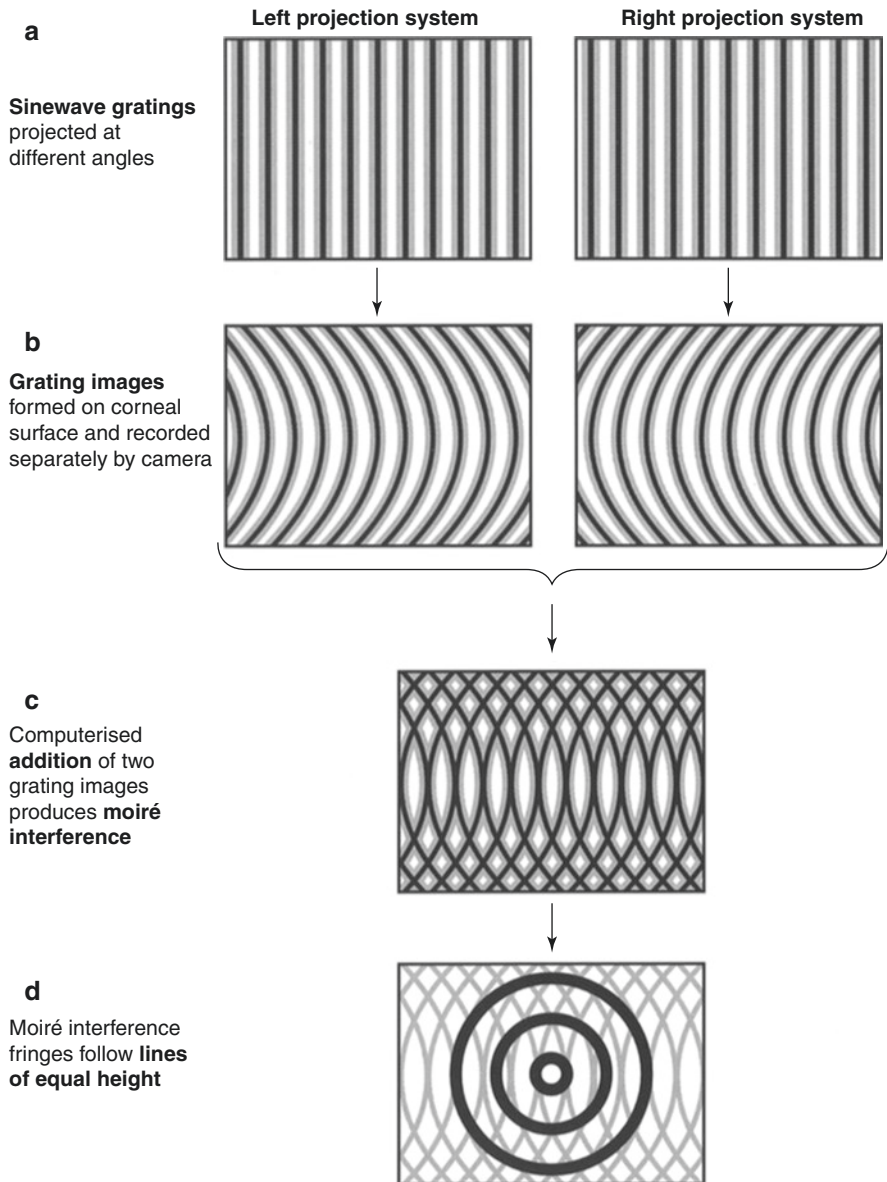 Left projection system
Right projection system
a
Sinewave gratings
projected at
different angles
b
Grating images
formed on corneal
surface and recorded
separately by camera
c
Computerised
addition of two
grating images
produces moiré
interference
d
Moiré interference
fringes follow lines
of equal height